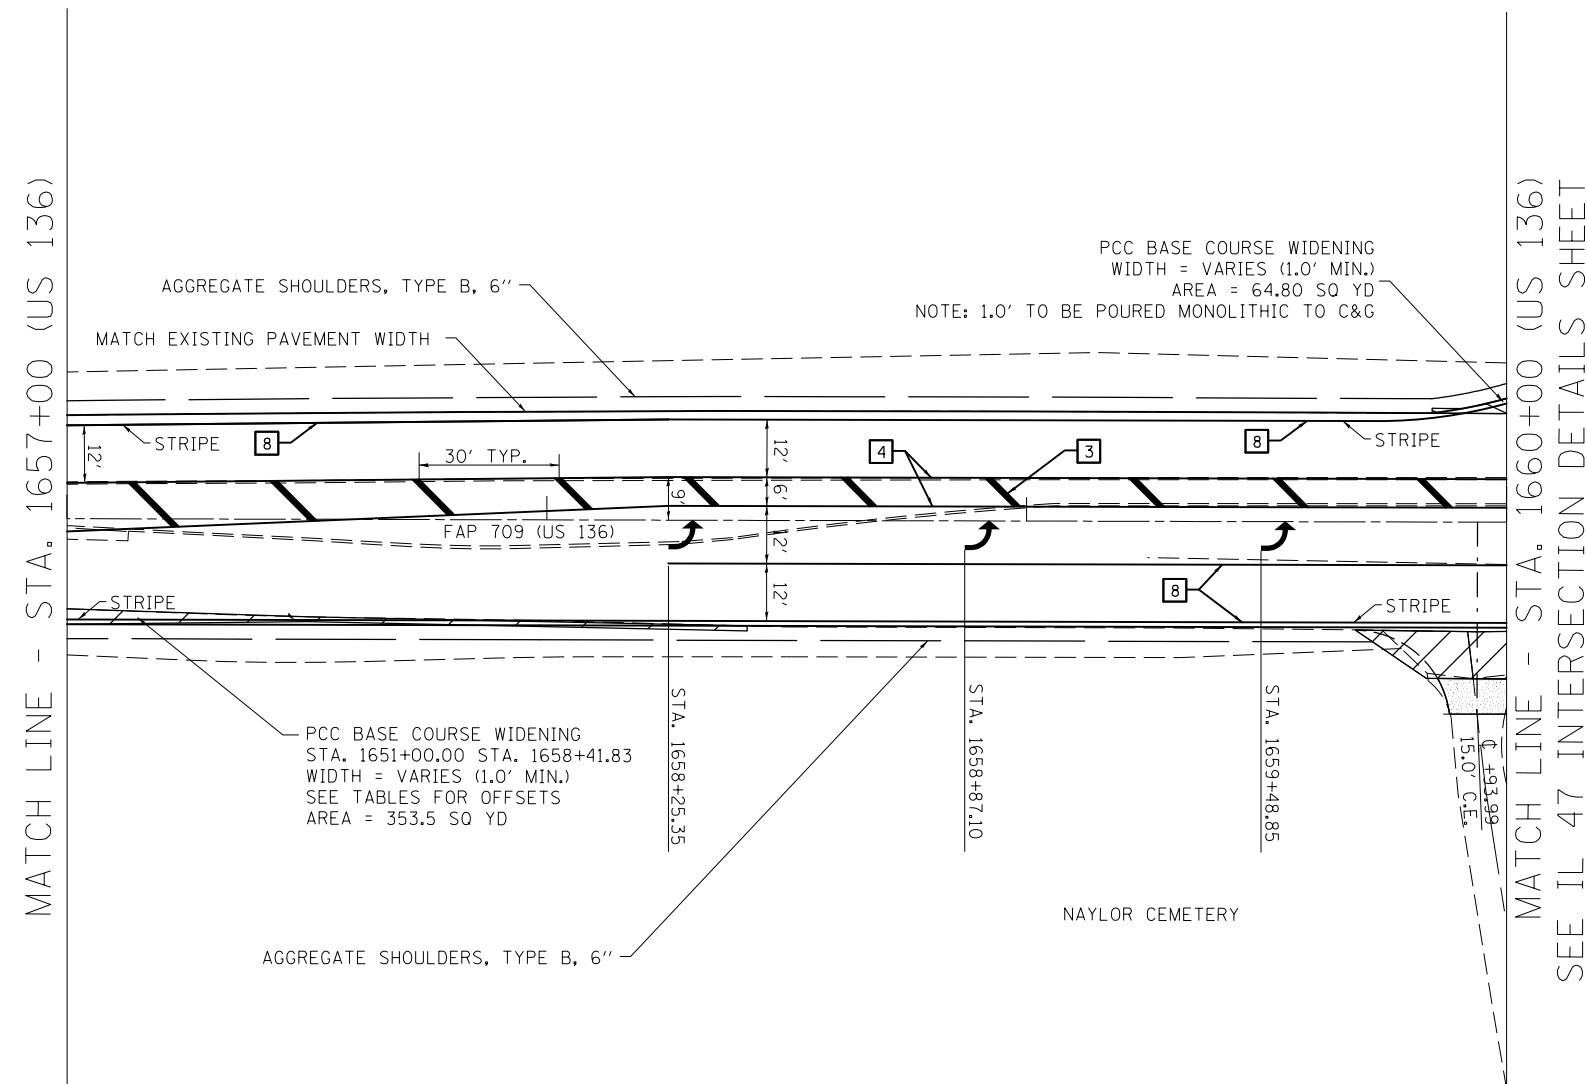 MATCH LINE - STA. 1657+00 (US 136)
AGGREGATE SHOULDERS, TYPE B, 6''
MATCH EXISTING PAVEMENT WIDTH
PCC BASE COURSE WIDENING
WIDTH = VARIES (1.0' MIN.)
AREA = 64.80 SQ YD
NOTE: 1.0' TO BE POURED MONOLITHIC TO C&G
STRIPE
8
12'
30' TYP.
12'
4
3
8
STRIPE
9'
6'
FAP 709 (US 136)
12'
12'
8
STRIPE
STRIPE
PCC BASE COURSE WIDENING
STA. 1651+00.00 STA. 1658+41.83
WIDTH = VARIES (1.0' MIN.)
SEE TABLES FOR OFFSETS
AREA = 353.5 SQ YD
STA. 1658+25.35
STA. 1658+87.10
STA. 1659+48.85
℄ +93.99
15.0' C.E.
NAYLOR CEMETERY
AGGREGATE SHOULDERS, TYPE B, 6''
MATCH LINE - STA. 1660+00 (US 136)
SEE IL 47 INTERSECTION DETAILS SHEET